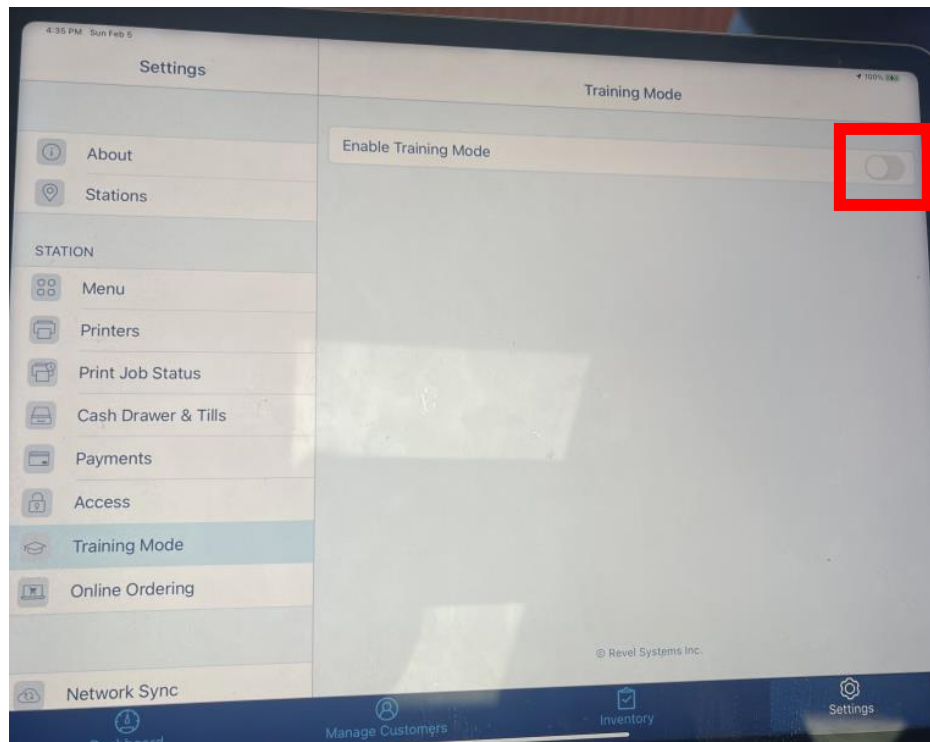 4:35 PM Sun Feb 5
100%
Settings
Training Mode
Enable Training Mode
About
Stations
STATION
Menu
Printers
Print Job Status
Cash Drawer & Tills
Payments
Access
Training Mode
Online Ordering
Network Sync
© Revel Systems Inc.
Dashboard
Manage Customers
Inventory
Settings